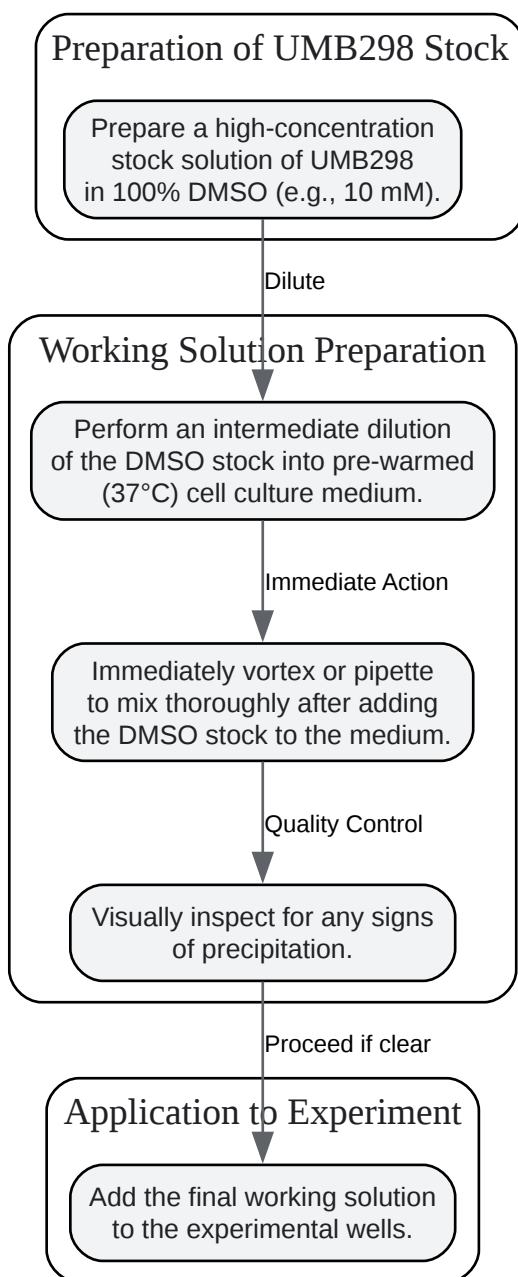 Preparation of UMB298 Stock
Prepare a high-concentration
stock solution of UMB298
in 100% DMSO (e.g., 10 mM).
Dilute
Working Solution Preparation
Perform an intermediate dilution
of the DMSO stock into pre-warmed
(37°C) cell culture medium.
Immediate Action
Immediately vortex or pipette
to mix thoroughly after adding
the DMSO stock to the medium.
Quality Control
Visually inspect for any signs
of precipitation.
Proceed if clear
Application to Experiment
Add the final working solution
to the experimental wells.